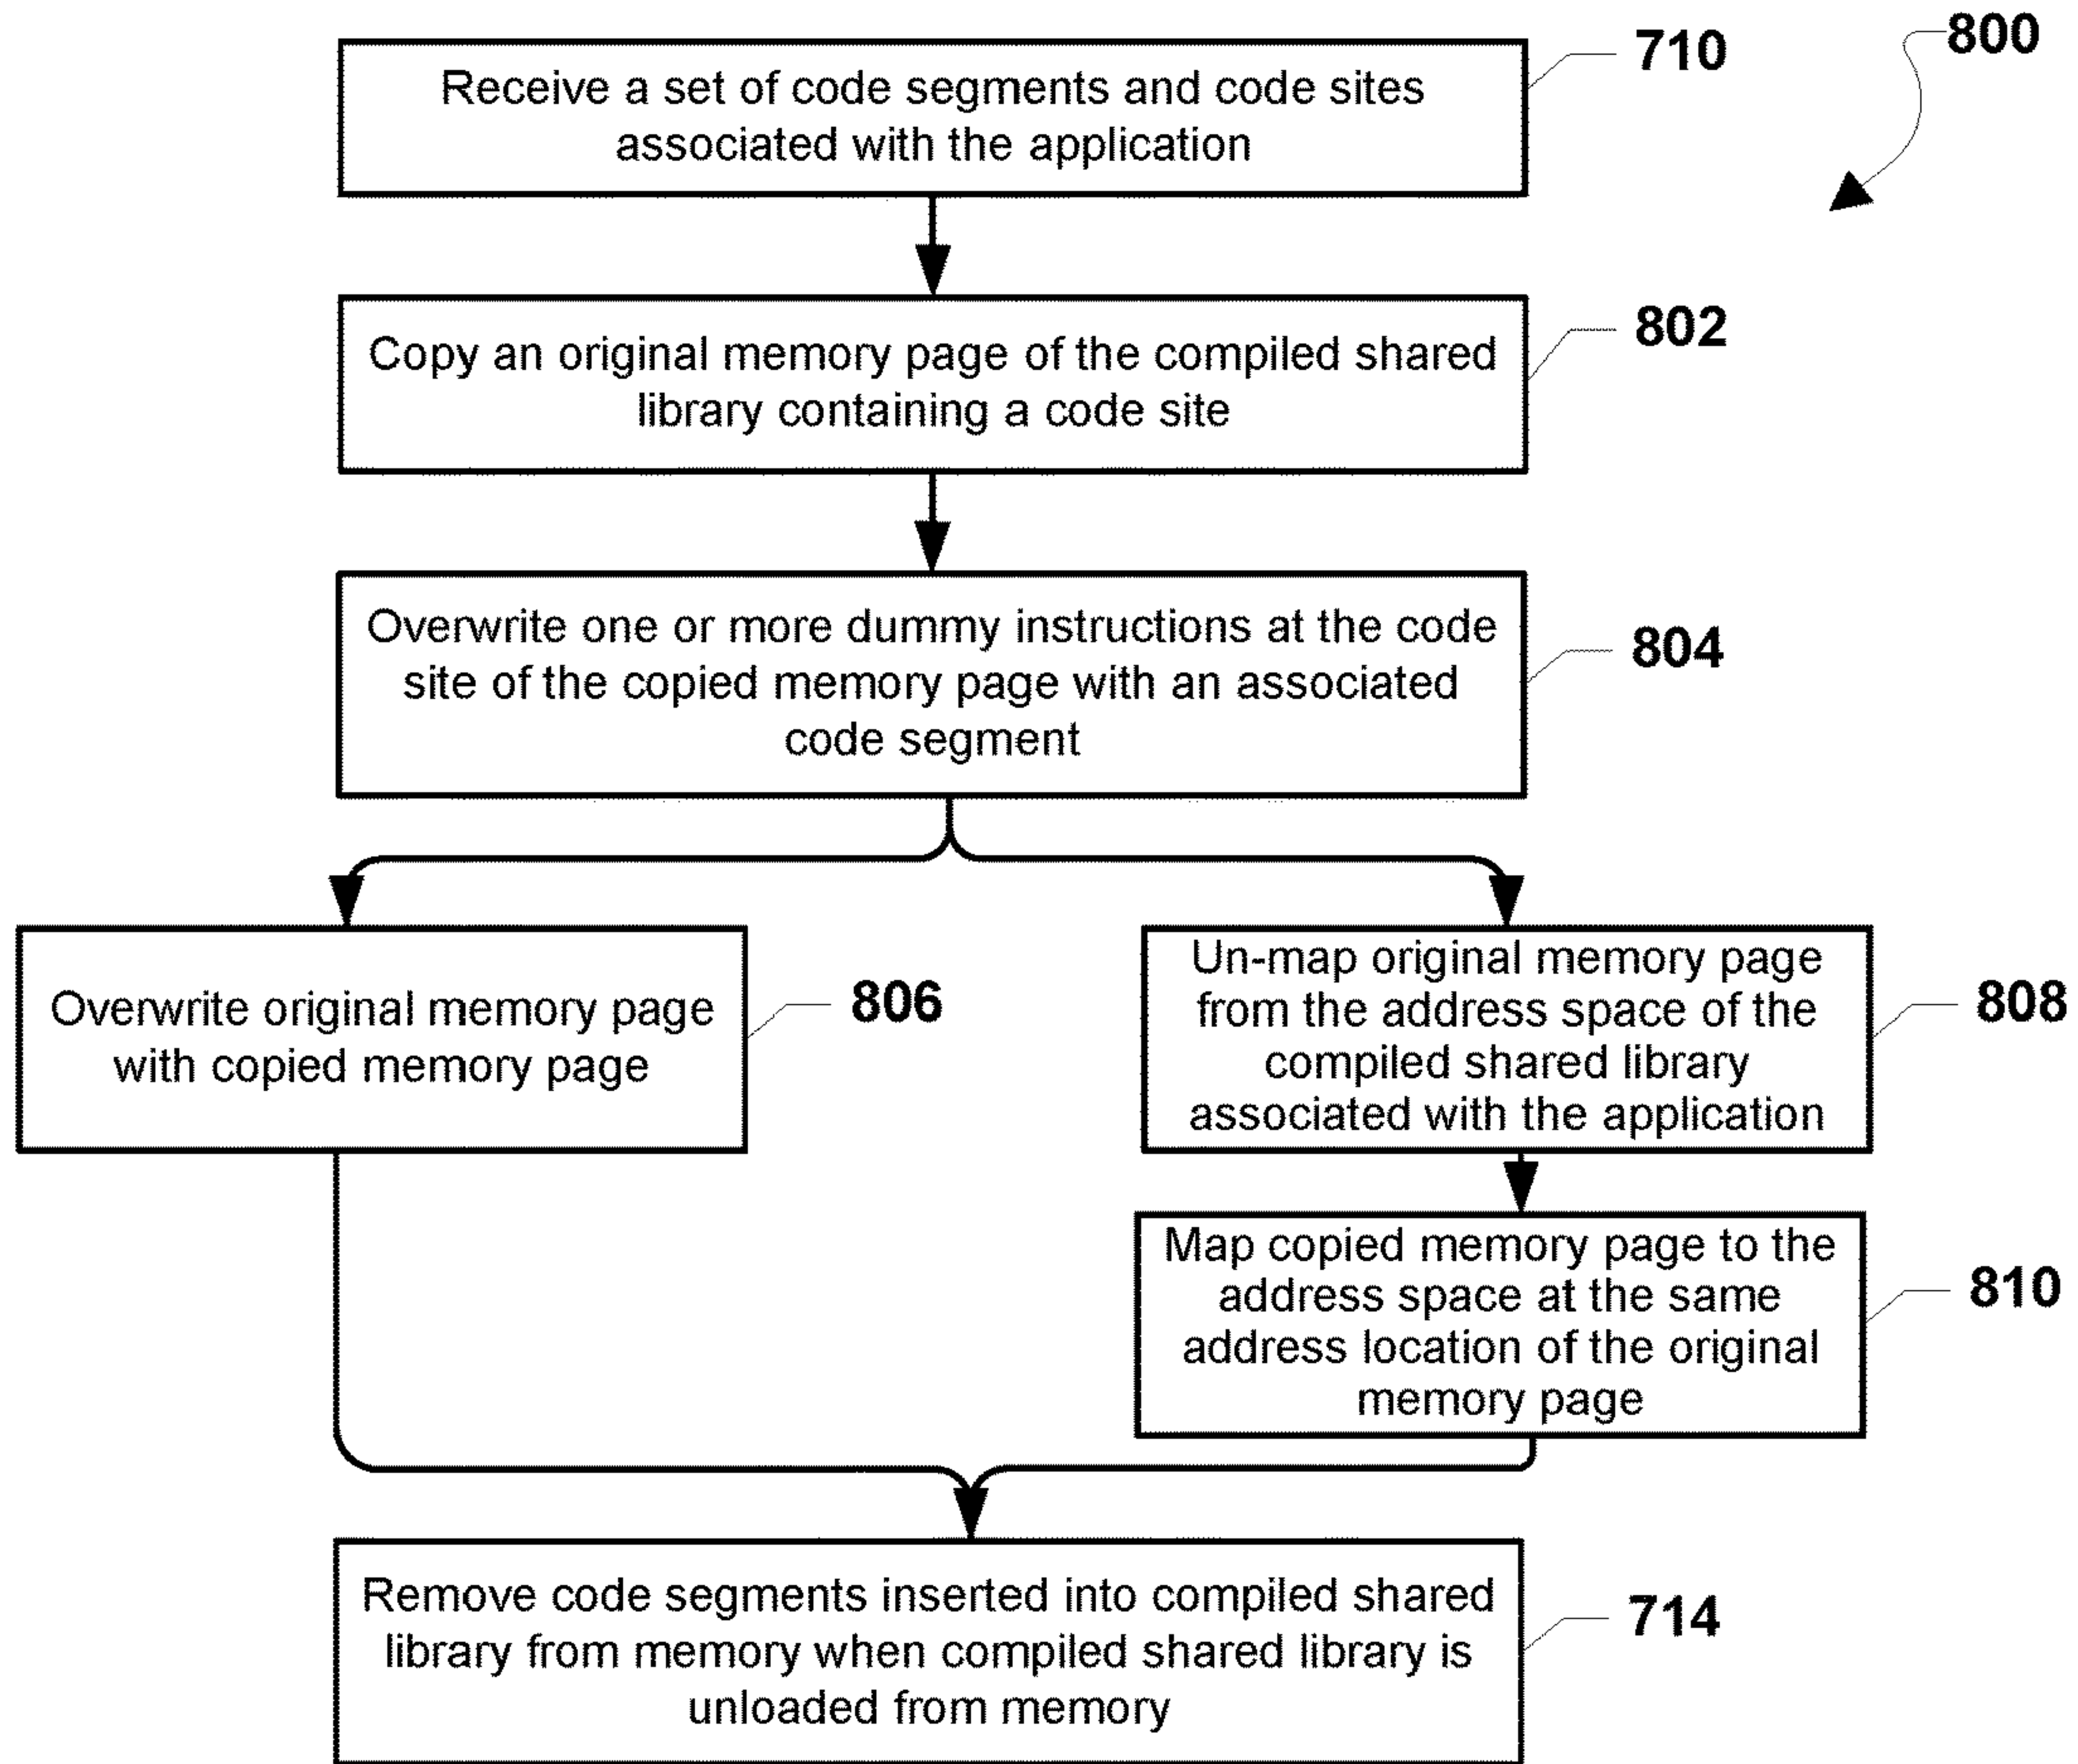 800
Receive a set of code segments and code sites
associated with the application
710
Copy an original memory page of the compiled shared
library containing a code site
802
Overwrite one or more dummy instructions at the code
site of the copied memory page with an associated
code segment
804
Overwrite original memory page
with copied memory page
806
Un-map original memory page
from the address space of the
compiled shared library
associated with the application
808
Map copied memory page to the
address space at the same
address location of the original
memory page
810
Remove code segments inserted into compiled shared
library from memory when compiled shared library is
unloaded from memory
714